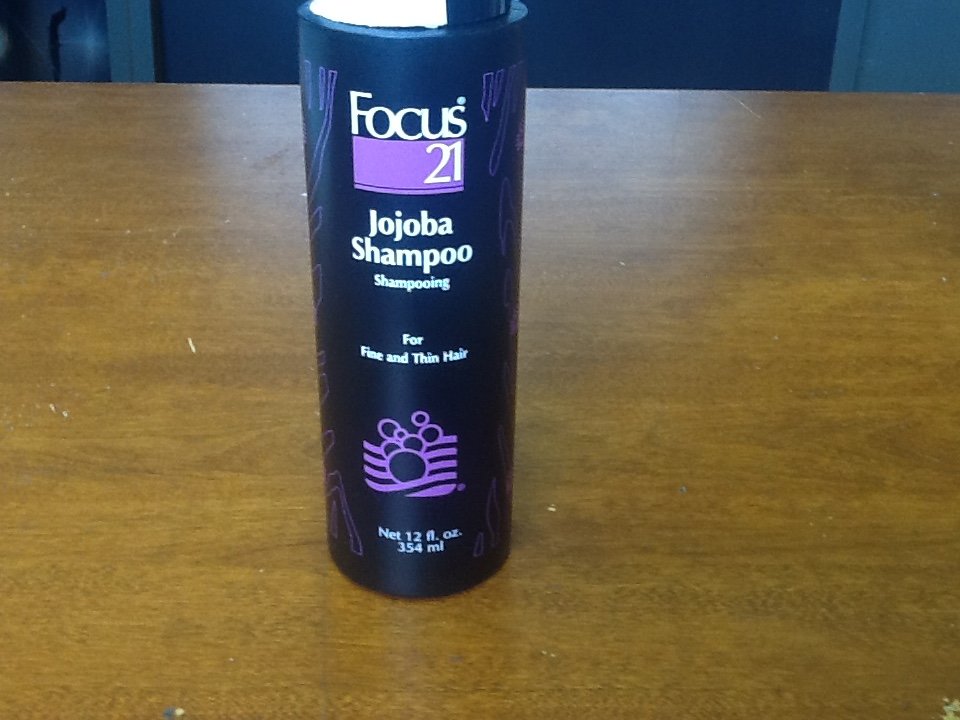 Focus
21
Jojoba
Shampoo
Shampooing
For
Fine and Thin Hair
Net 12 fl. oz.
354 ml